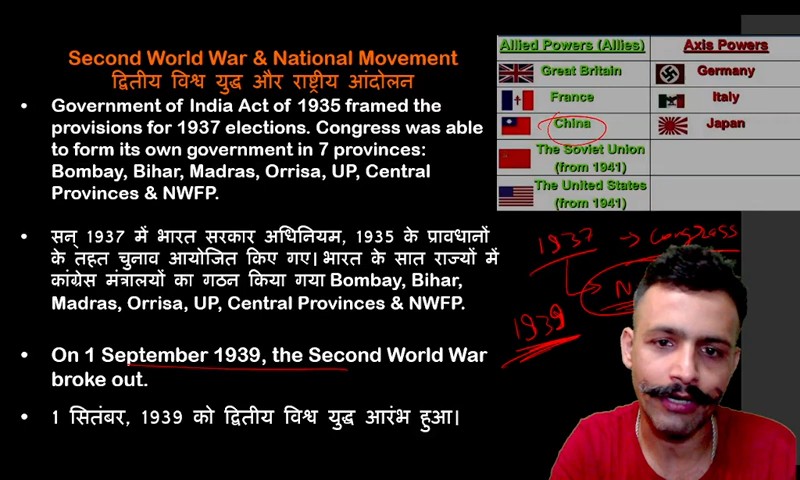 Second World War & National Movement
द्वितीय विश्व युद्ध और राष्ट्रीय आंदोलन
• Government of India Act of 1935 framed the
provisions for 1937 elections. Congress was able
to form its own government in 7 provinces:
Bombay, Bihar, Madras, Orrisa, UP, Central
Provinces & NWFP.
• सन् 1937 में भारत सरकार अधिनियम, 1935 के प्रावधानों
के तहत चुनाव आयोजित किए गए। भारत के सात राज्यों में
कांग्रेस मंत्रालयों का गठन किया गया Bombay, Bihar,
Madras, Orrisa, UP, Central Provinces & NWFP.
• On 1 September 1939, the Second World War
broke out.
• 1 सितंबर, 1939 को द्वितीय विश्व युद्ध आरंभ हुआ।
Allied Powers (Allies) Axis Powers
Great Britain Germany
France Italy
China Japan
The Soviet Union
(from 1941)
The United States
(from 1941)
1937 → Congress
1939